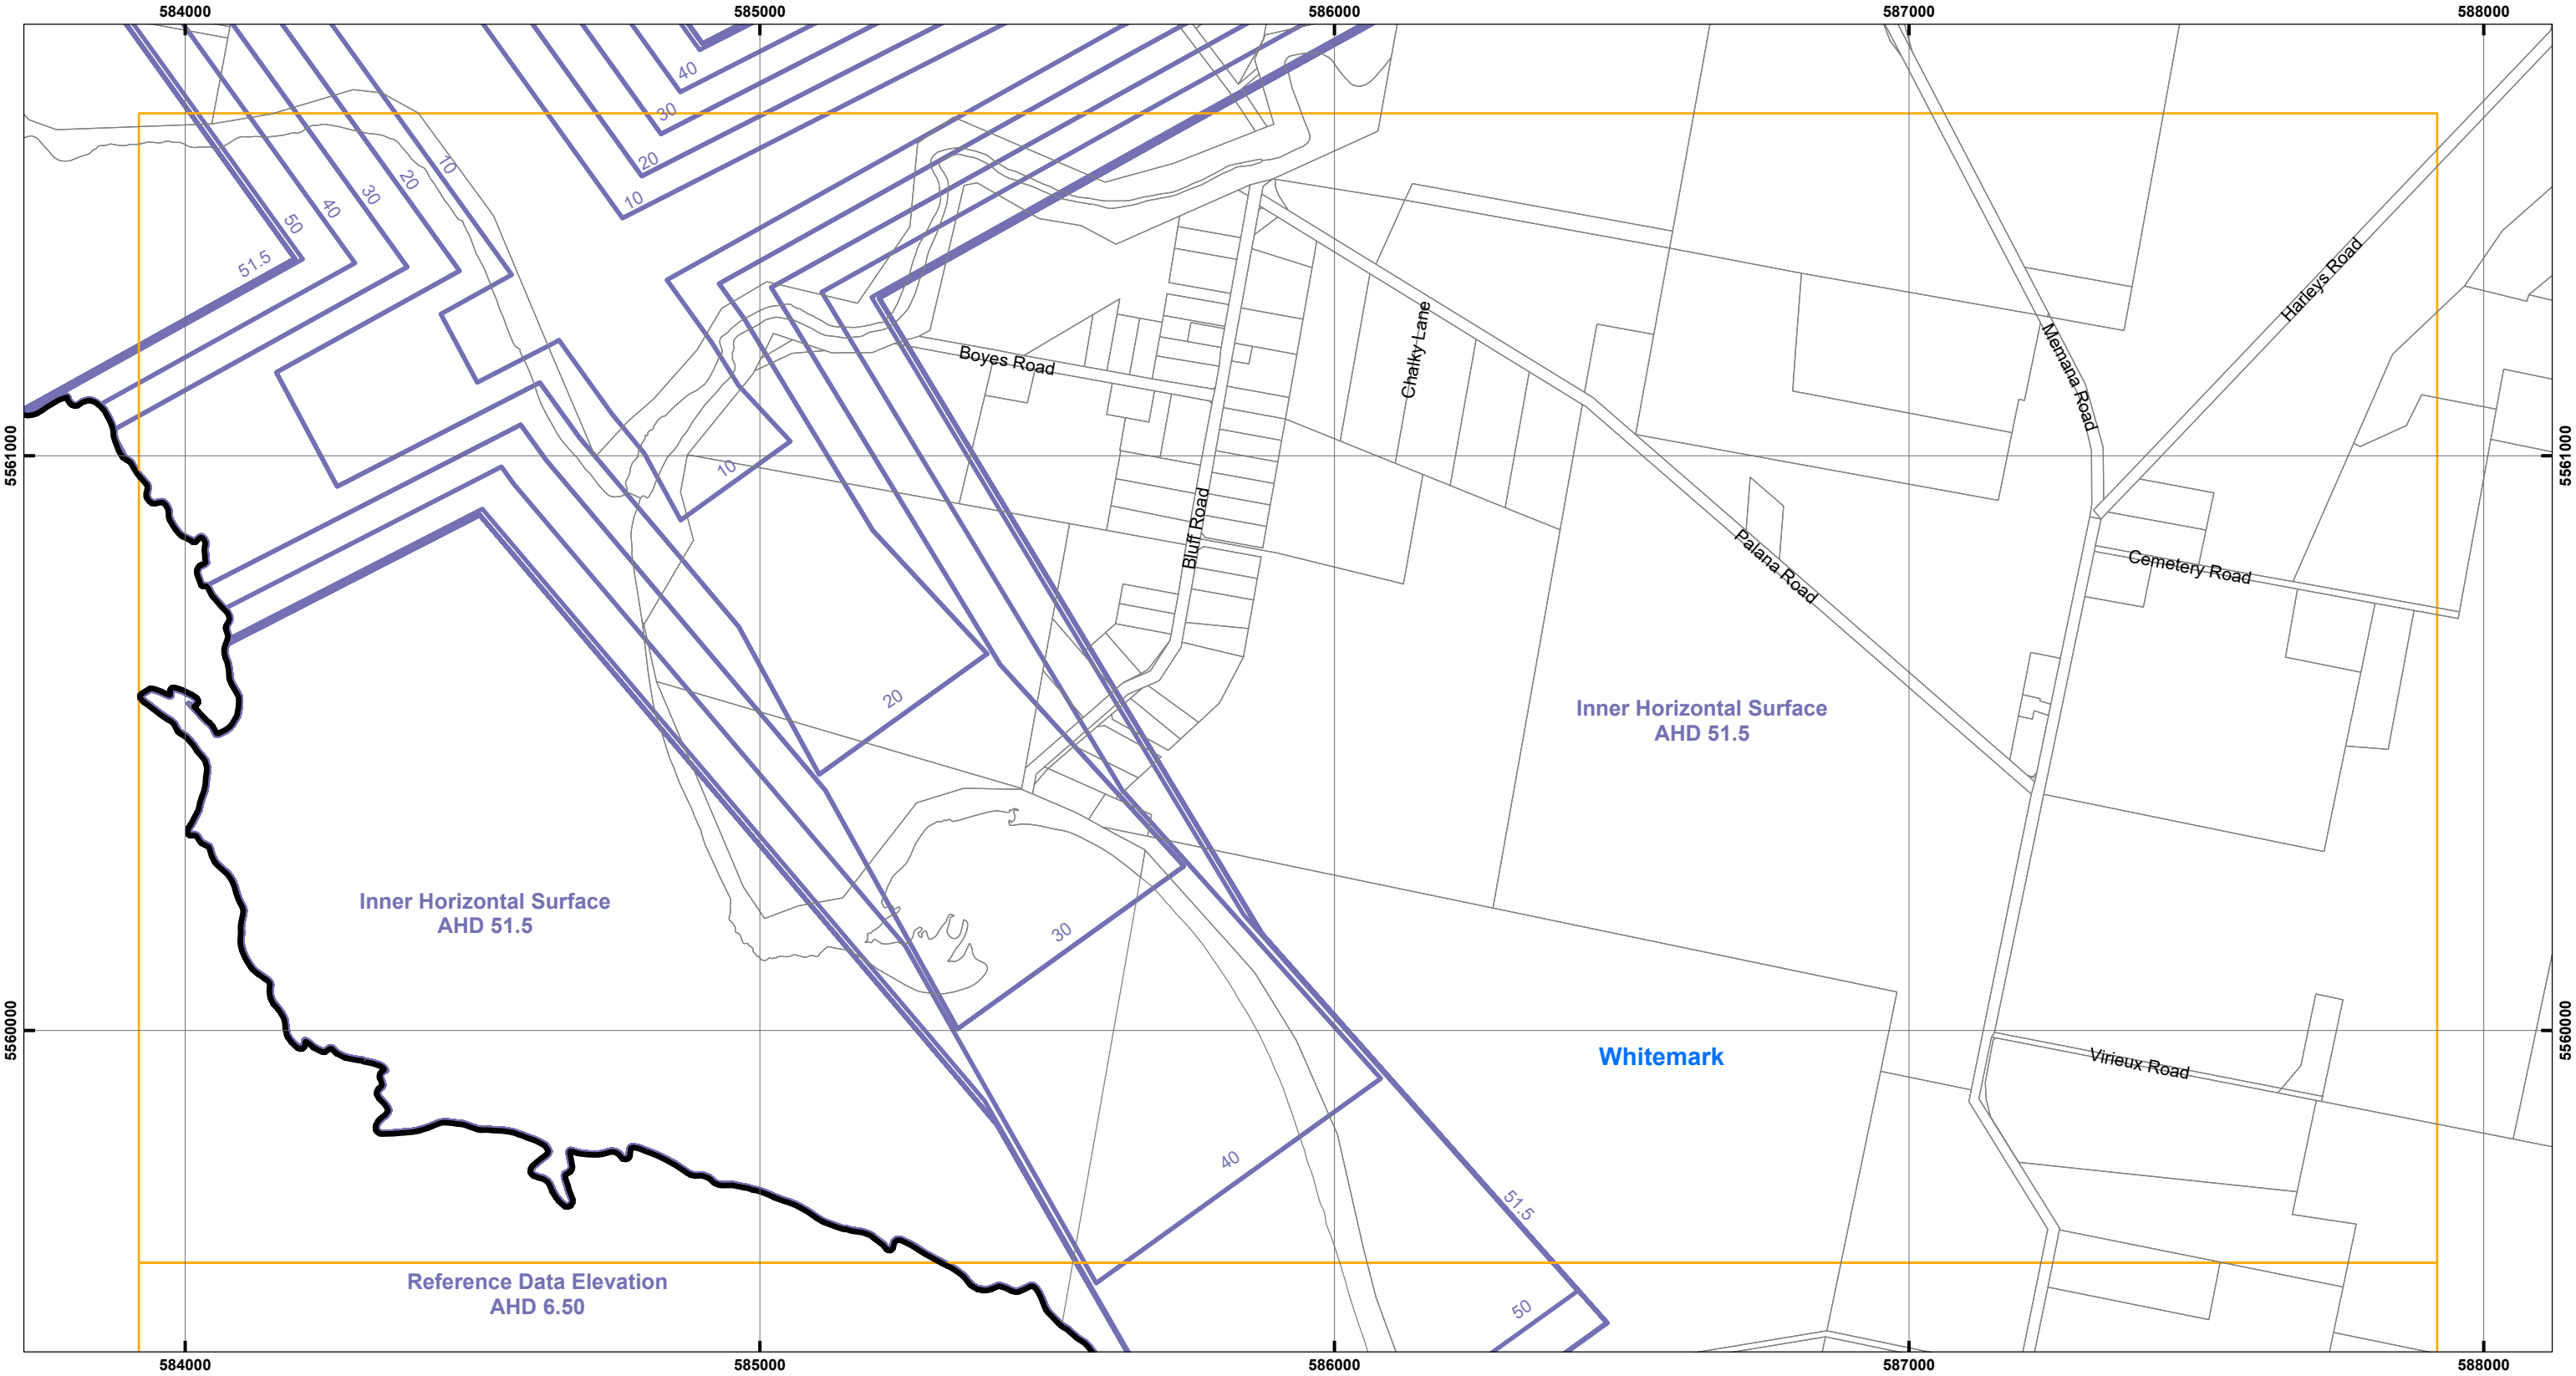 584000
585000
586000
587000
588000
40
30
20
10
10
20
30
40
50
51.5
Boyes Road
Chalky Lane
Memana Road
Harleys Road
5561000
5561000
10
Bluff Road
Palana Road
Cemetery Road
20
Inner Horizontal Surface
AHD 51.5
Inner Horizontal Surface
AHD 51.5
30
5560000
5560000
Whitemark
Virieux Road
40
51.5
50
Reference Data Elevation
AHD 6.50
584000
585000
586000
587000
588000